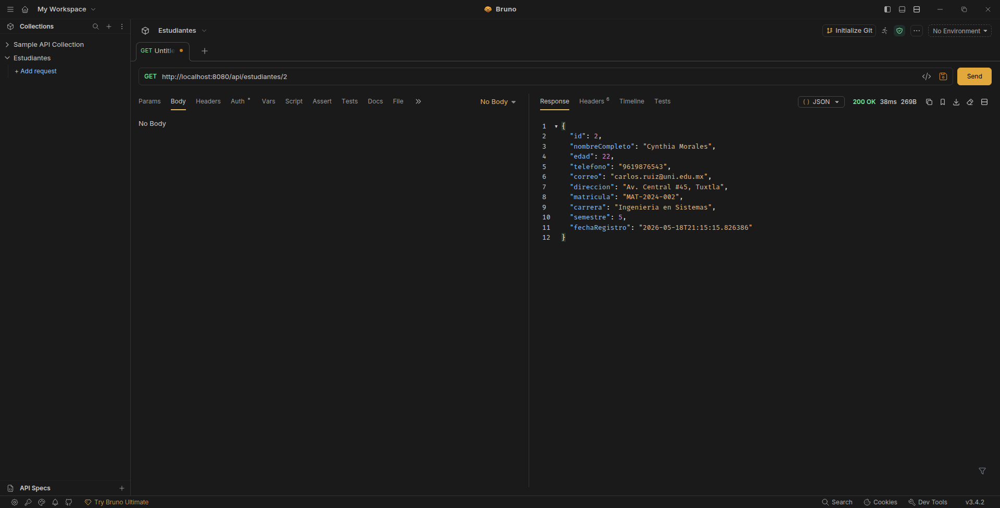 My Workspace
Bruno
Collections
Sample API Collection
Estudiantes
+ Add request
Estudiantes
Initialize Git
No Environment
GET Untitle
GET http://localhost:8080/api/estudiantes/2
Send
Params Body Headers Auth Vars Script Assert Tests Docs File
No Body
No Body
Response Headers 6 Timeline Tests
{ } JSON
200 OK 38ms 269B
1 {
2 "id": 2,
3 "nombreCompleto": "Cynthia Morales",
4 "edad": 22,
5 "telefono": "9619876543",
6 "correo": "carlos.ruiz@uni.edu.mx",
7 "direccion": "Av. Central #45, Tuxtla",
8 "matricula": "MAT-2024-002",
9 "carrera": "Ingenieria en Sistemas",
10 "semestre": 5,
11 "fechaRegistro": "2026-05-18T21:15:15.826386"
12 }
API Specs
Try Bruno Ultimate
Search
Cookies
Dev Tools
v3.4.2